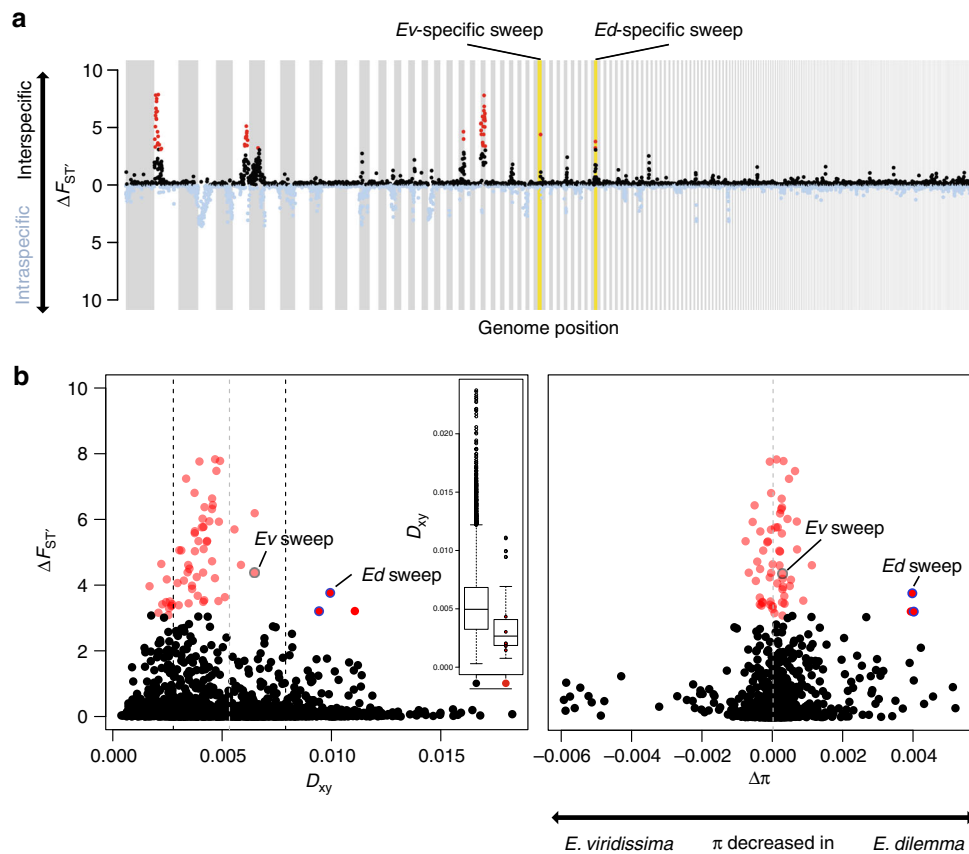 a
Ev-specific sweep
Ed-specific sweep
10
5
0
5
10
ΔFST′
Interspecific
Intraspecific
Genome position
b
10
8
6
4
2
0
ΔFST′
Ev sweep
Ed sweep
0.000
0.005
0.010
0.015
Dxy
0.020
0.015
0.010
0.005
0.000
Dxy
Ev sweep
Ed sweep
−0.006
−0.004
−0.002
0.000
0.002
0.004
Δπ
E. viridissima
π decreased in
E. dilemma